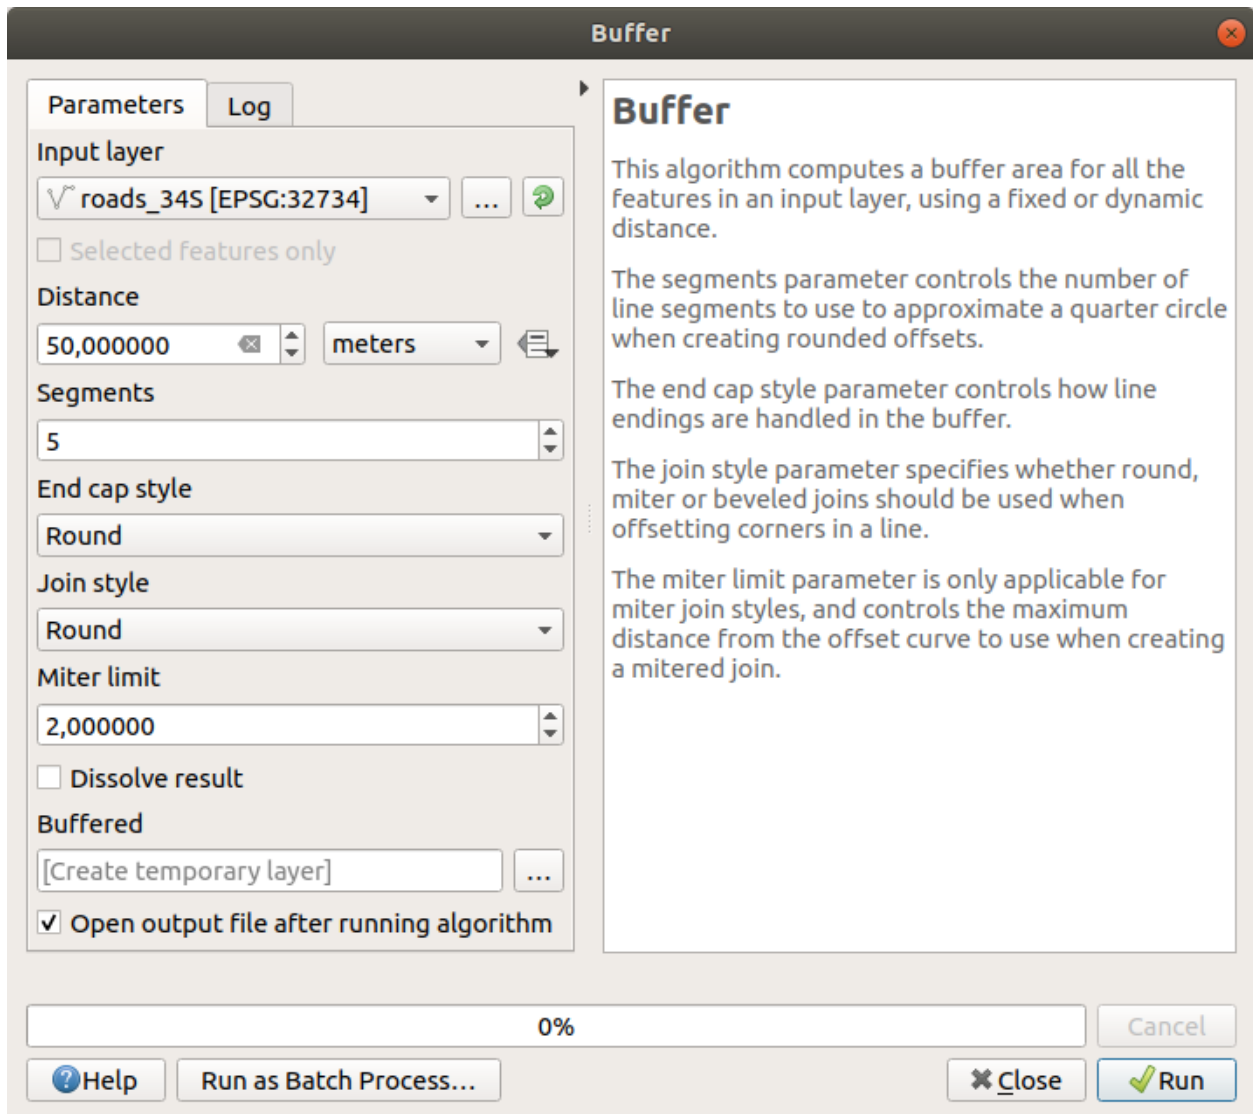 Buffer
Parameters
Log
Input layer
roads_34S [EPSG:32734]
...
Selected features only
Distance
50,000000
meters
Segments
5
End cap style
Round
Join style
Round
Miter limit
2,000000
Dissolve result
Buffered
[Create temporary layer]
...
Open output file after running algorithm
Buffer
This algorithm computes a buffer area for all the
features in an input layer, using a fixed or dynamic
distance.
The segments parameter controls the number of
line segments to use to approximate a quarter circle
when creating rounded offsets.
The end cap style parameter controls how line
endings are handled in the buffer.
The join style parameter specifies whether round,
miter or beveled joins should be used when
offsetting corners in a line.
The miter limit parameter is only applicable for
miter join styles, and controls the maximum
distance from the offset curve to use when creating
a mitered join.
0%
Cancel
Help
Run as Batch Process...
Close
Run